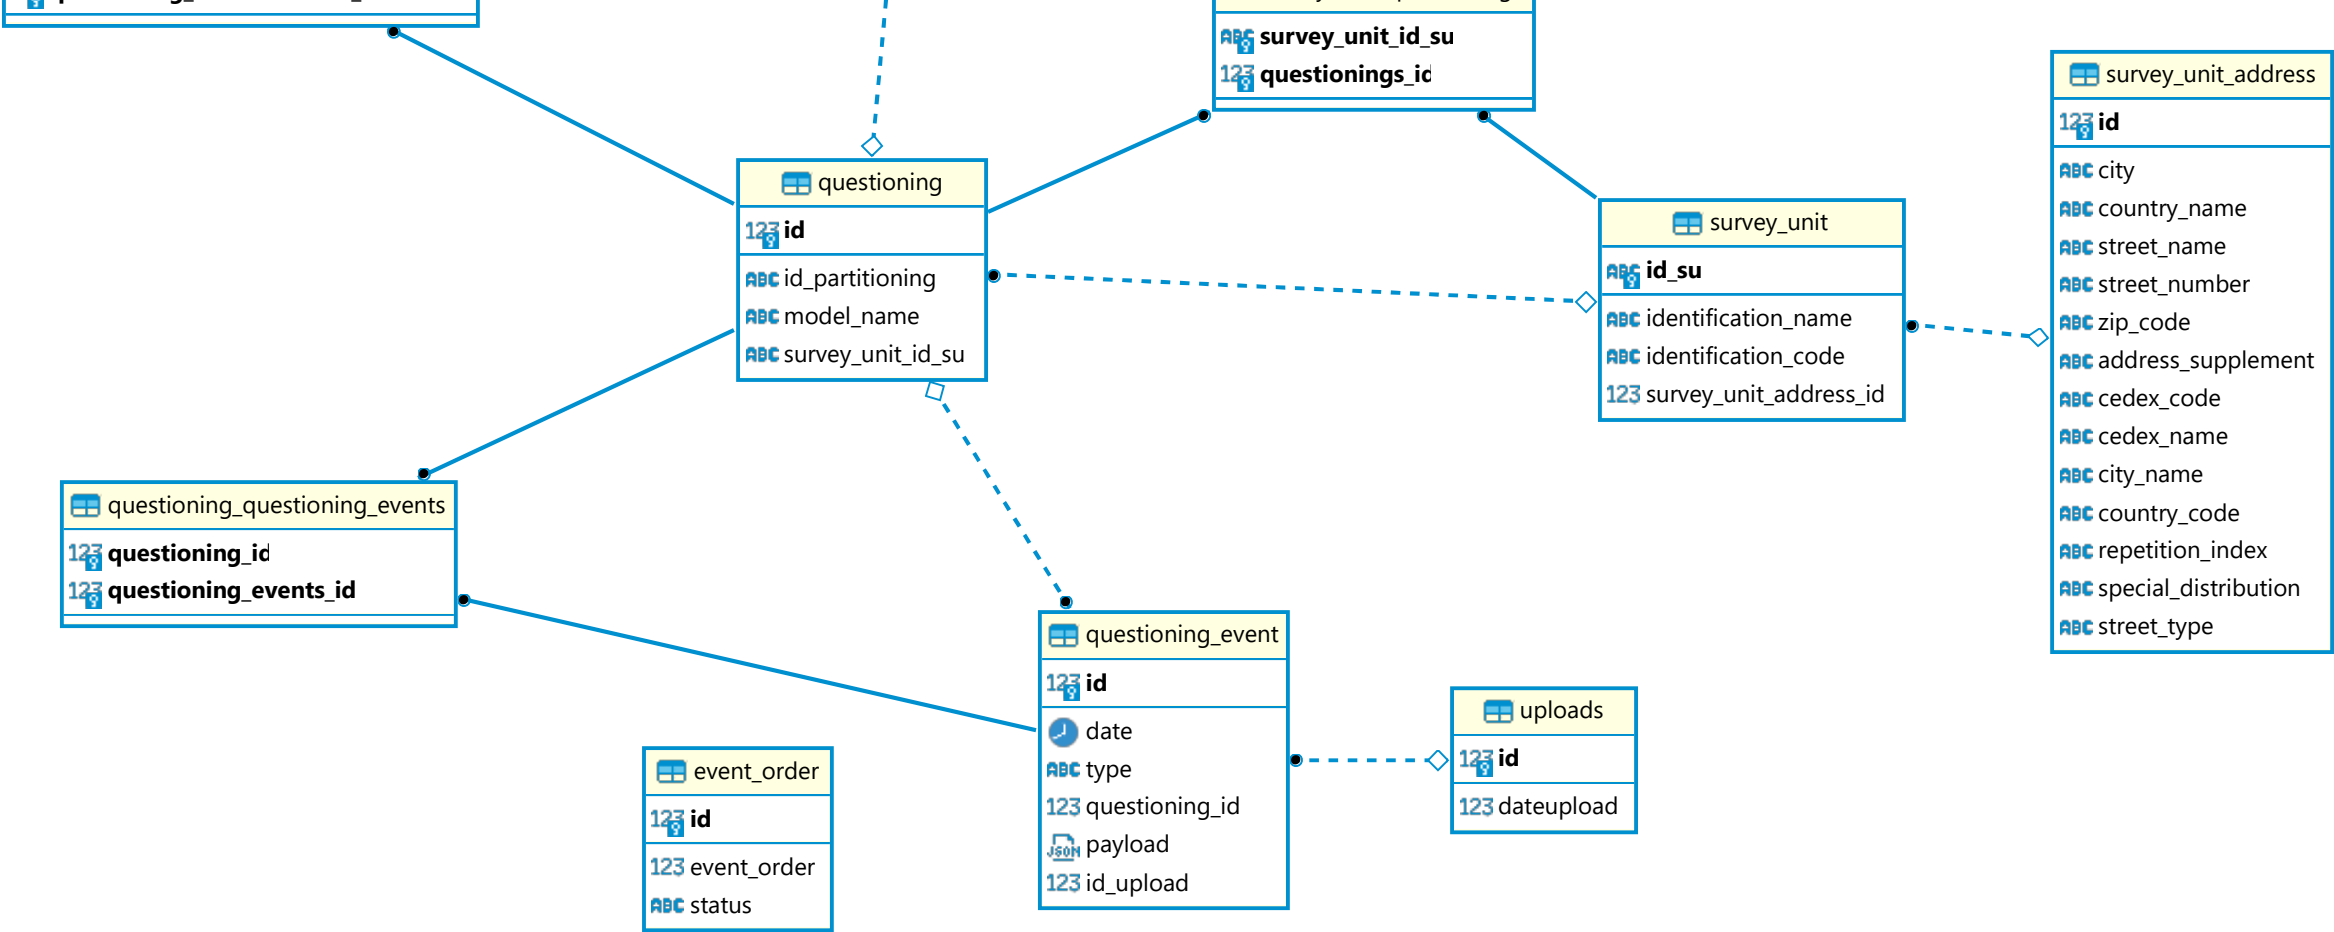 survey_unit_id_su
questionings_id
questioning
id
id_partitioning
model_name
survey_unit_id_su
survey_unit
id_su
identification_name
identification_code
survey_unit_address_id
survey_unit_address
id
city
country_name
street_name
street_number
zip_code
address_supplement
cedex_code
cedex_name
city_name
country_code
repetition_index
special_distribution
street_type
questioning_questioning_events
questioning_id
questioning_events_id
questioning_event
id
date
type
questioning_id
payload
id_upload
uploads
id
dateupload
event_order
id
event_order
status